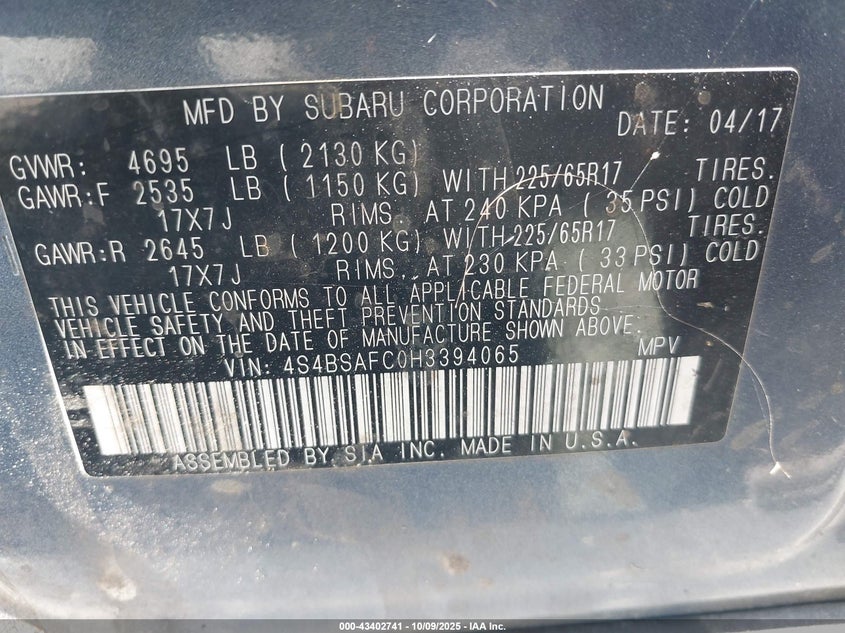 MFD BY SUBARU CORPORATION
DATE: 04/17
GVWR: 4695 LB ( 2130 KG)
GAWR:F 2535 LB ( 1150 KG) WITH 225/65R17 TIRES.
17X7J RIMS. AT 240 KPA ( 35 PSI) COLD
GAWR:R 2645 LB ( 1200 KG) WITH 225/65R17 TIRES.
17X7J RIMS. AT 230 KPA ( 33 PSI) COLD
THIS VEHICLE CONFORMS TO ALL APPLICABLE FEDERAL MOTOR
VEHICLE SAFETY AND THEFT PREVENTION STANDARDS
IN EFFECT ON THE DATE OF MANUFACTURE SHOWN ABOVE.
VIN: 4S4BSAFC0H3394065 MPV
ASSEMBLED BY SIA INC. MADE IN U.S.A.
000-43402741 - 10/09/2025 - IAA Inc.